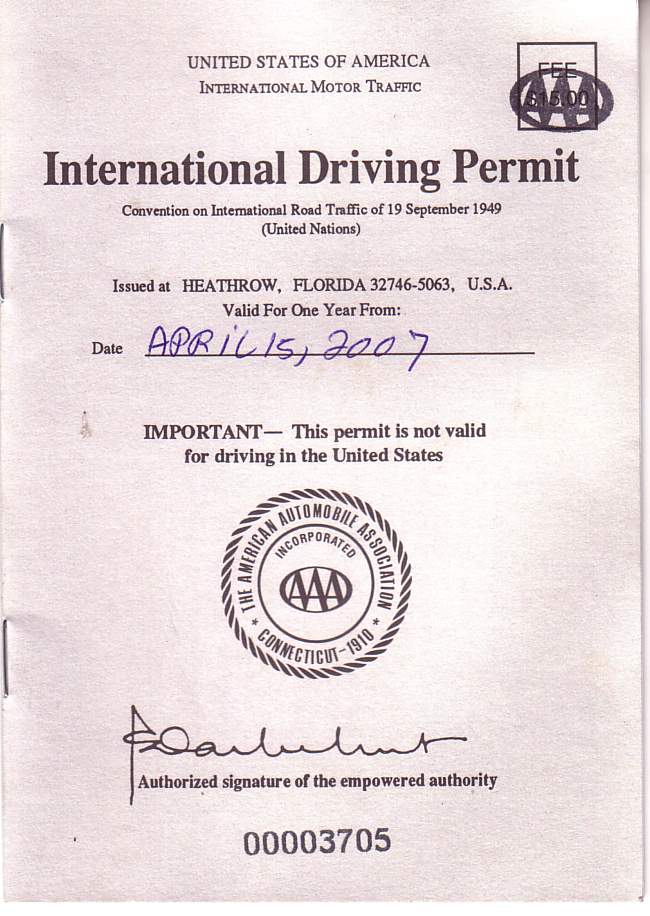 UNITED STATES OF AMERICA
INTERNATIONAL MOTOR TRAFFIC
FEE
$15.00
AAA
International Driving Permit
Convention on International Road Traffic of 19 September 1949
(United Nations)
Issued at HEATHROW, FLORIDA 32746-5063, U.S.A.
Valid For One Year From:
Date APRIL 15, 2007
IMPORTANT— This permit is not valid
for driving in the United States
THE AMERICAN AUTOMOBILE ASSOCIATION
INCORPORATED
AAA
* CONNECTICUT-1910 *
Authorized signature of the empowered authority
00003705